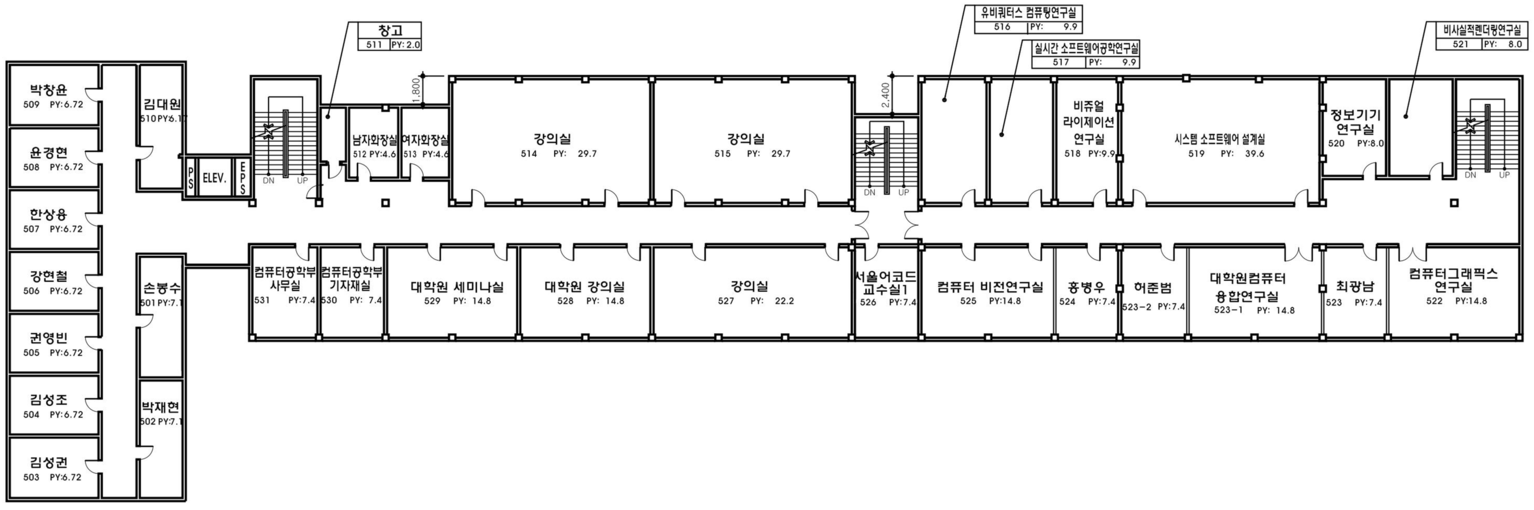 창고
511 PY: 2.0
유비쿼터스 컴퓨팅연구실
516 PY: 9.9
실시간 소프트웨어공학연구실
517 PY: 9.9
비사실적렌더링연구실
521 PY: 8.0
박창윤
509 PY:6.72
윤경현
508 PY:6.72
한상용
507 PY:6.72
강현철
506 PY:6.72
권영빈
505 PY:6.72
김성조
504 PY:6.72
김성권
503 PY:6.72
김대원
510 PY:6.17
손봉수
501 PY:7.1
박재현
502 PY:7.1
PS
ELEV.
EPS
DN UP
남자화장실
512 PY:4.6
여자화장실
513 PY:4.6
1,800
강의실
514 PY: 29.7
강의실
515 PY: 29.7
2,400
DN UP
비쥬얼
라이제이션
연구실
518 PY:9.9
시스템 소프트웨어 설계실
519 PY: 39.6
정보기기
연구실
520 PY:8.0
DN UP
컴퓨터공학부
사무실
531 PY:7.4
컴퓨터공학부
기자재실
530 7.4
대학원 세미나실
529 PY: 14.8
대학원 강의실
528 PY: 14.8
강의실
527 PY: 22.2
서울어코드
교수실1
526 PY:7.4
컴퓨터 비전연구실
525 PY:14.8
홍병우
524 PY:7.4
허준범
523-2 PY:7.4
대학원컴퓨터
융합연구실
523-1 PY: 14.8
최광남
523 PY:7.4
컴퓨터그래픽스
연구실
522 PY:14.8